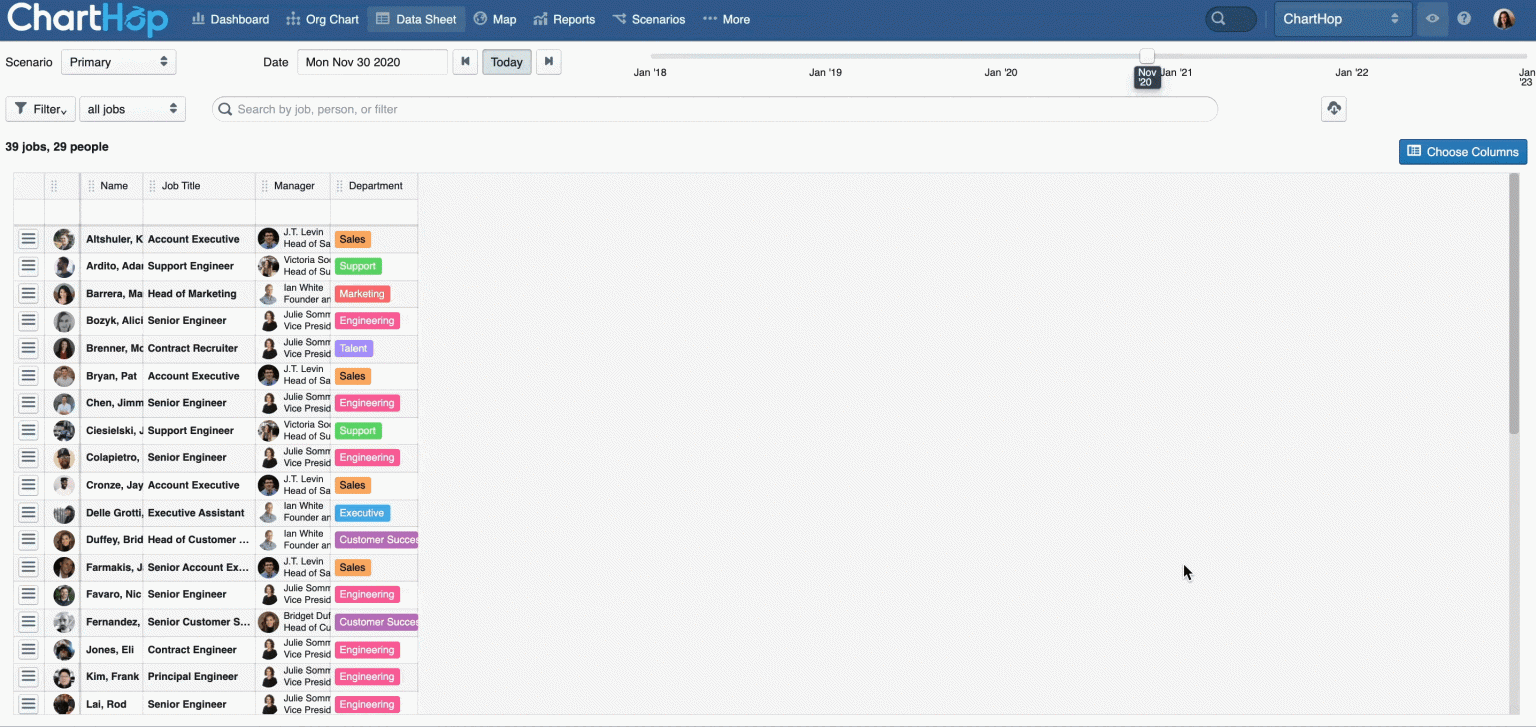 ChartHop Dashboard Org Chart Data Sheet Map Reports Scenarios More ChartHop
Scenario Primary Date Mon Nov 30 2020 Today
Jan '18 Jan '19 Jan '20 Nov '20 Jan '21 Jan '22 Jan '23
Filter all jobs Search by job, person, or filter
39 jobs, 29 people
Choose Columns
Name Job Title Manager Department
Altshuler, K Account Executive J.T. Levin Head of Sa Sales
Ardito, Ada Support Engineer Victoria So Head of Su Support
Barrera, Ma Head of Marketing Ian White Founder an Marketing
Bozyk, Alici Senior Engineer Julie Somm Vice Presid Engineering
Brenner, Mo Contract Recruiter Julie Somm Vice Presid Talent
Bryan, Pat Account Executive J.T. Levin Head of Sa Sales
Chen, Jimm Senior Engineer Julie Somm Vice Presid Engineering
Ciesielski, J Support Engineer Victoria So Head of Su Support
Colapietro, Senior Engineer Julie Somm Vice Presid Engineering
Cronze, Jay Account Executive J.T. Levin Head of Sa Sales
Delle Grotti, Executive Assistant Ian White Founder an Executive
Duffey, Brid Head of Customer ... Ian White Founder an Customer Succes
Farmakis, J Senior Account Ex... J.T. Levin Head of Sa Sales
Favaro, Nic Senior Engineer Julie Somm Vice Presid Engineering
Fernandez, Senior Customer S... Bridget Duf Head of Cu Customer Succes
Jones, Eli Contract Engineer Julie Somm Vice Presid Engineering
Kim, Frank Principal Engineer Julie Somm Vice Presid Engineering
Lai, Rod Senior Engineer Julie Somm Vice Presid Engineering